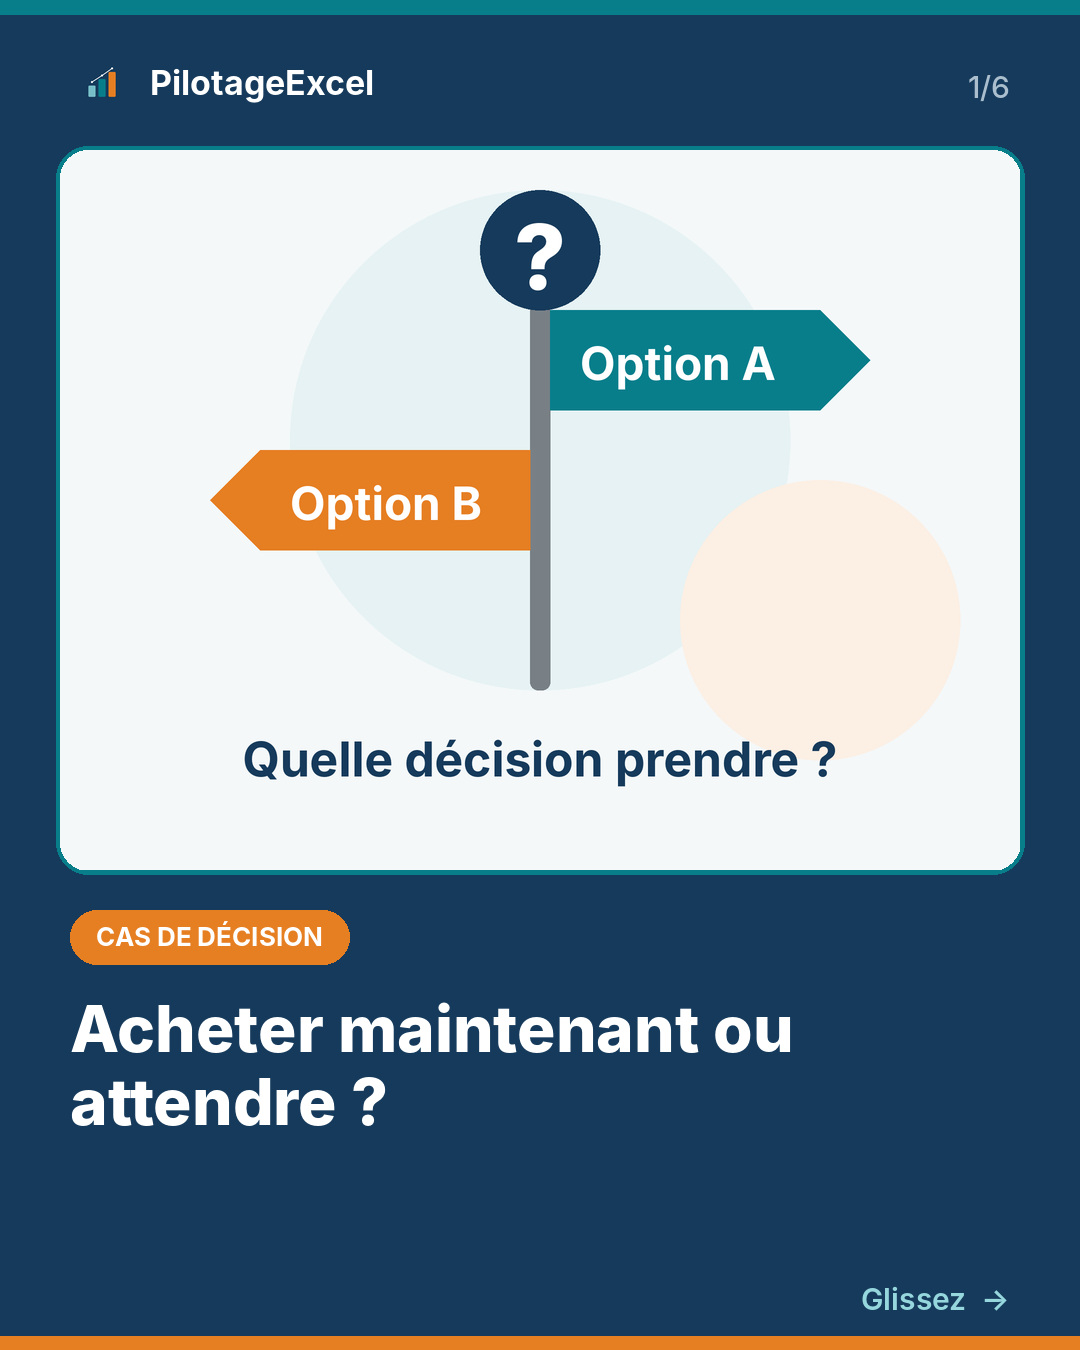 PilotageExcel
1/6
?
Option A
Option B
Quelle décision prendre ?
CAS DE DÉCISION
Acheter maintenant ou
attendre ?
Glissez →